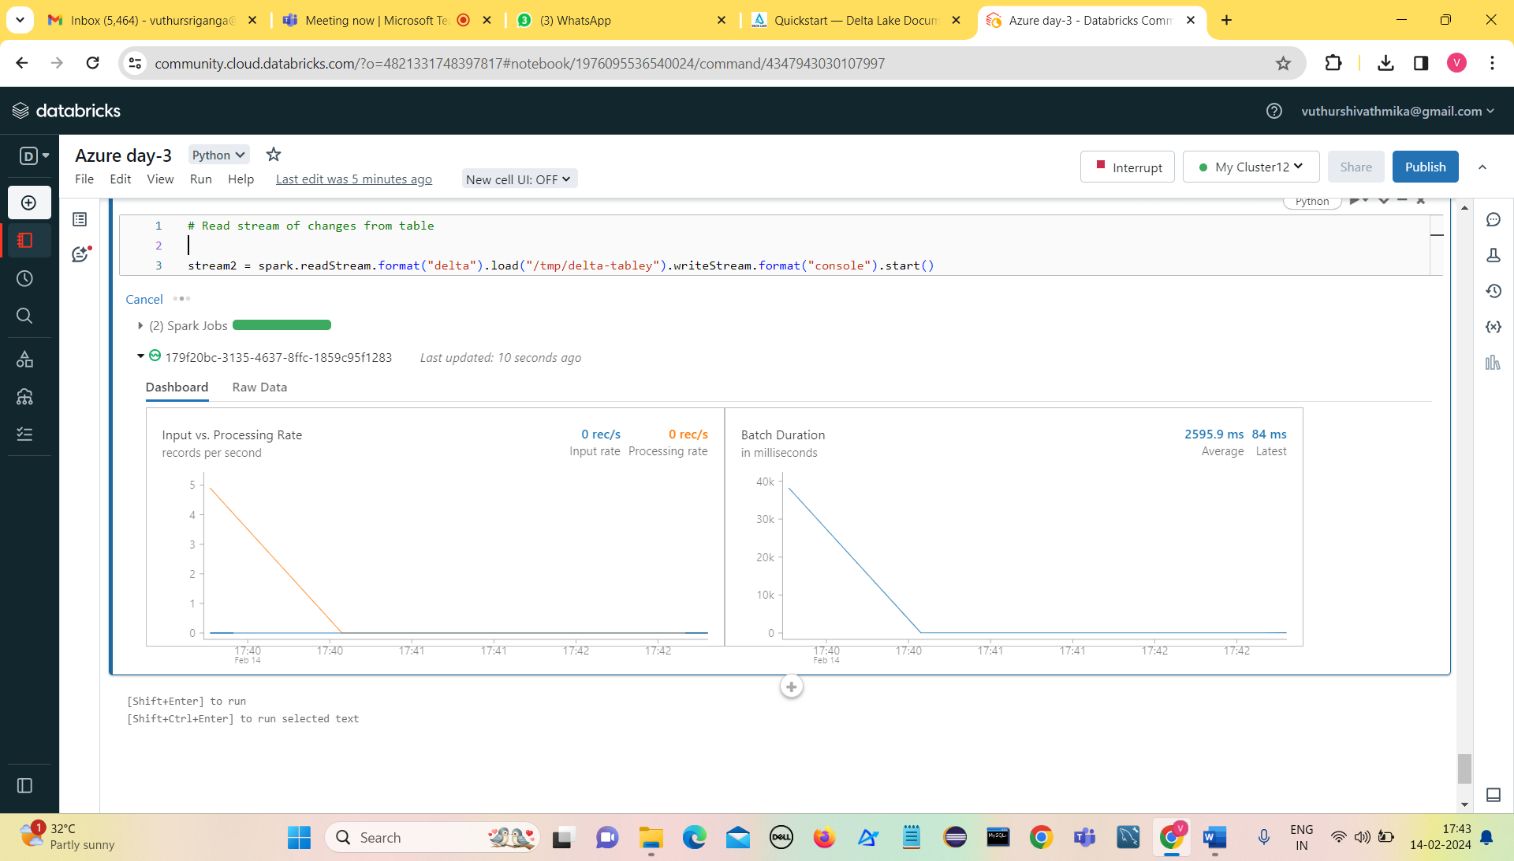 Inbox (5,464) - vuthursriganga@
Meeting now | Microsoft Te
(3) WhatsApp
Quickstart — Delta Lake Docum
Azure day-3 - Databricks Comm
community.cloud.databricks.com/?o=4821331748397817#notebook/1976095536540024/command/4347943030107997
V
databricks
vuthurshivathmika@gmail.com
D
Azure day-3
Python
File Edit View Run Help Last edit was 5 minutes ago New cell UI: OFF
Interrupt
My Cluster12
Share
Publish
Python
1 # Read stream of changes from table
2
3 stream2 = spark.readStream.format("delta").load("/tmp/delta-tabley").writeStream.format("console").start()
Cancel
(2) Spark Jobs
179f20bc-3135-4637-8ffc-1859c95f1283 Last updated: 10 seconds ago
Dashboard Raw Data
Input vs. Processing Rate
records per second
0 rec/s 0 rec/s
Input rate Processing rate
5
4
3
2
1
0
17:40 17:40 17:41 17:41 17:42 17:42
Feb 14
Batch Duration
in milliseconds
2595.9 ms 84 ms
Average Latest
40k
30k
20k
10k
0
17:40 17:40 17:41 17:41 17:42 17:42
Feb 14
[Shift+Enter] to run
[Shift+Ctrl+Enter] to run selected text
1
32°C
Partly sunny
Search
DELL
V
ENG
IN
17:43
14-02-2024